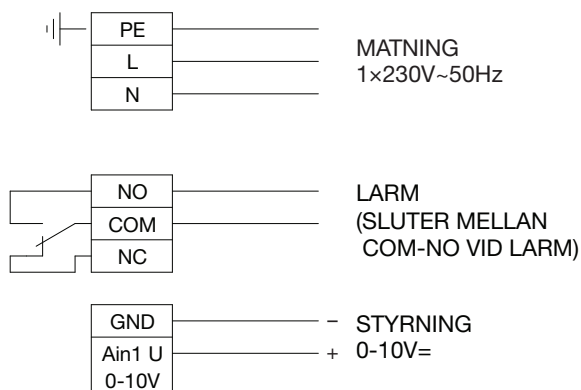 PE
L
N
MATNING
1×230V~50Hz
NO
COM
NC
LARM
(SLUTER MELLAN
COM-NO VID LARM)
GND
Ain1 U
0-10V
– STYRNING
+ 0-10V=